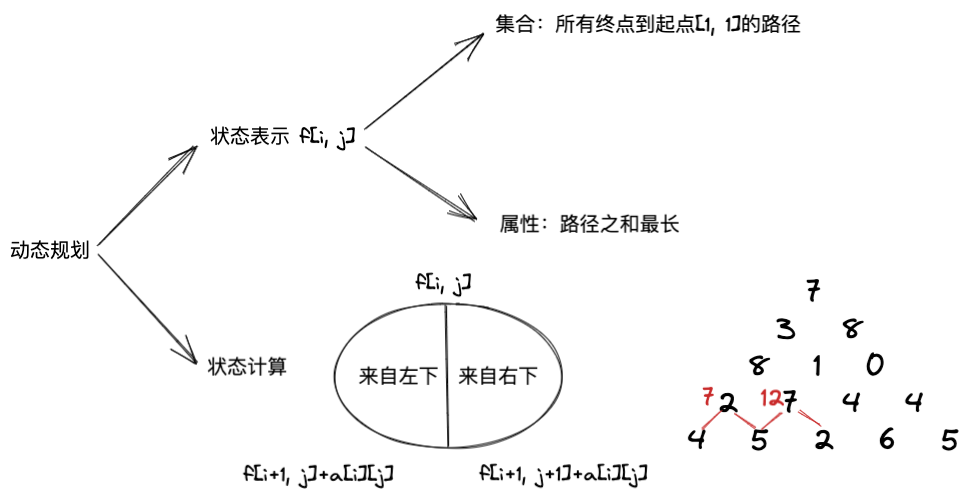 集合：所有终点到起点[1, 1]的路径
状态表示 f[i, j]
属性：路径之和最长
动态规划
f[i, j]
状态计算
来自左下 来自右下
f[i+1, j]+a[i][j] f[i+1, j+1]+a[i][j]
7
3 8
8 1 0
7 2 12 7 4 4
4 5 2 6 5